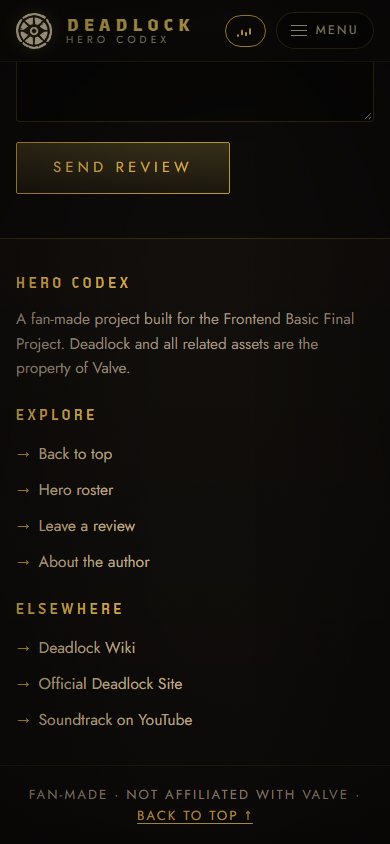 DEADLOCK
HERO CODEX
MENU
SEND REVIEW
HERO CODEX
A fan-made project built for the Frontend Basic Final
Project. Deadlock and all related assets are the
property of Valve.
EXPLORE
→ Back to top
→ Hero roster
→ Leave a review
→ About the author
ELSEWHERE
→ Deadlock Wiki
→ Official Deadlock Site
→ Soundtrack on YouTube
FAN-MADE · NOT AFFILIATED WITH VALVE ·
BACK TO TOP ↑